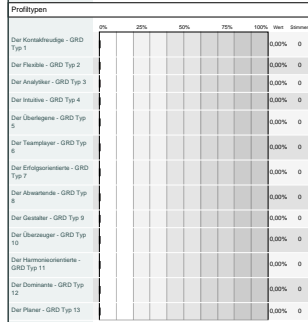 Profiltypen
0% 25% 50% 75% 100% Wert Stimmen
Der Kontakfreudige - GRD
Typ 1
0,00% 0
Der Flexible - GRD Typ 2
0,00% 0
Der Analytiker - GRD Typ 3
0,00% 0
Der Intuitive - GRD Typ 4
0,00% 0
Der Überlegene - GRD Typ
5
0,00% 0
Der Teamplayer - GRD Typ
6
0,00% 0
Der Erfolgsorientierte - GRD
Typ 7
0,00% 0
Der Abwartende - GRD Typ
8
0,00% 0
Der Gestalter - GRD Typ 9
0,00% 0
Der Überzeuger - GRD Typ
10
0,00% 0
Der Harmonieorientierte -
GRD Typ 11
0,00% 0
Der Dominante - GRD Typ
12
0,00% 0
Der Planer - GRD Typ 13
0,00% 0